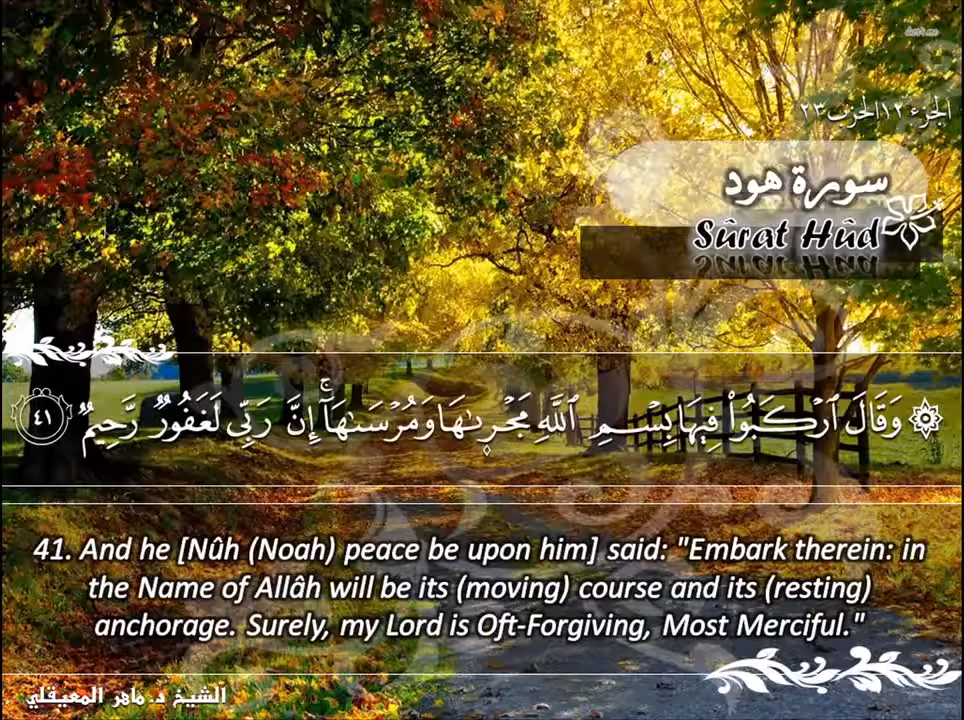 الجزء ١٢ الحزب ٢٣
سورة هود
Sûrat Hûd
وَقَالَ ٱرْكَبُوا۟ فِيهَا بِسْمِ ٱللَّهِ مَجْر۪ىٰهَا وَمُرْسَىٰهَآ ۚ إِنَّ رَبِّى لَغَفُورٌ رَّحِيمٌ ٤١
41. And he [Nûh (Noah) peace be upon him] said: "Embark therein: in
the Name of Allâh will be its (moving) course and its (resting)
anchorage. Surely, my Lord is Oft-Forgiving, Most Merciful."
الشيخ د. ماهر المعيقلي